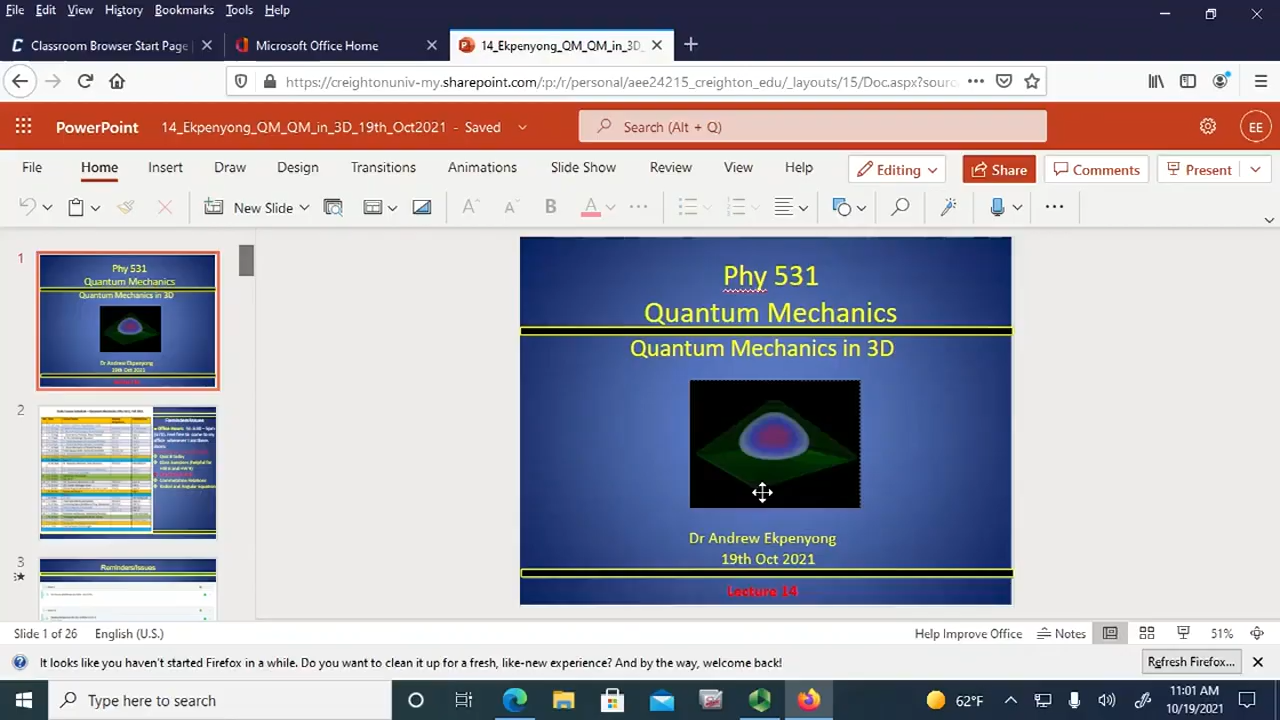 File Edit View History Bookmarks Tools Help
Classroom Browser Start Page
Microsoft Office Home
14_Ekpenyong_QM_QM_in_3D_
https://creightonuniv-my.sharepoint.com/:p:/r/personal/aee24215_creighton_edu/_layouts/15/Doc.aspx?sourc
PowerPoint
14_Ekpenyong_QM_QM_in_3D_19th_Oct2021 - Saved
Search (Alt + Q)
EE
File Home Insert Draw Design Transitions Animations Slide Show Review View Help
Editing
Share
Comments
Present
New Slide
1
Phy 531
Quantum Mechanics
Quantum Mechanics in 3D
Dr Andrew Ekpenyong
19th Oct 2021
Lecture 14
2
Reminders/Issues
3
Reminders/Issues
Phy 531
Quantum Mechanics
Quantum Mechanics in 3D
Dr Andrew Ekpenyong
19th Oct 2021
Lecture 14
Slide 1 of 26
English (U.S.)
Help Improve Office
Notes
51%
It looks like you haven't started Firefox in a while. Do you want to clean it up for a fresh, like-new experience? And by the way, welcome back!
Refresh Firefox...
Type here to search
62°F
11:01 AM
10/19/2021